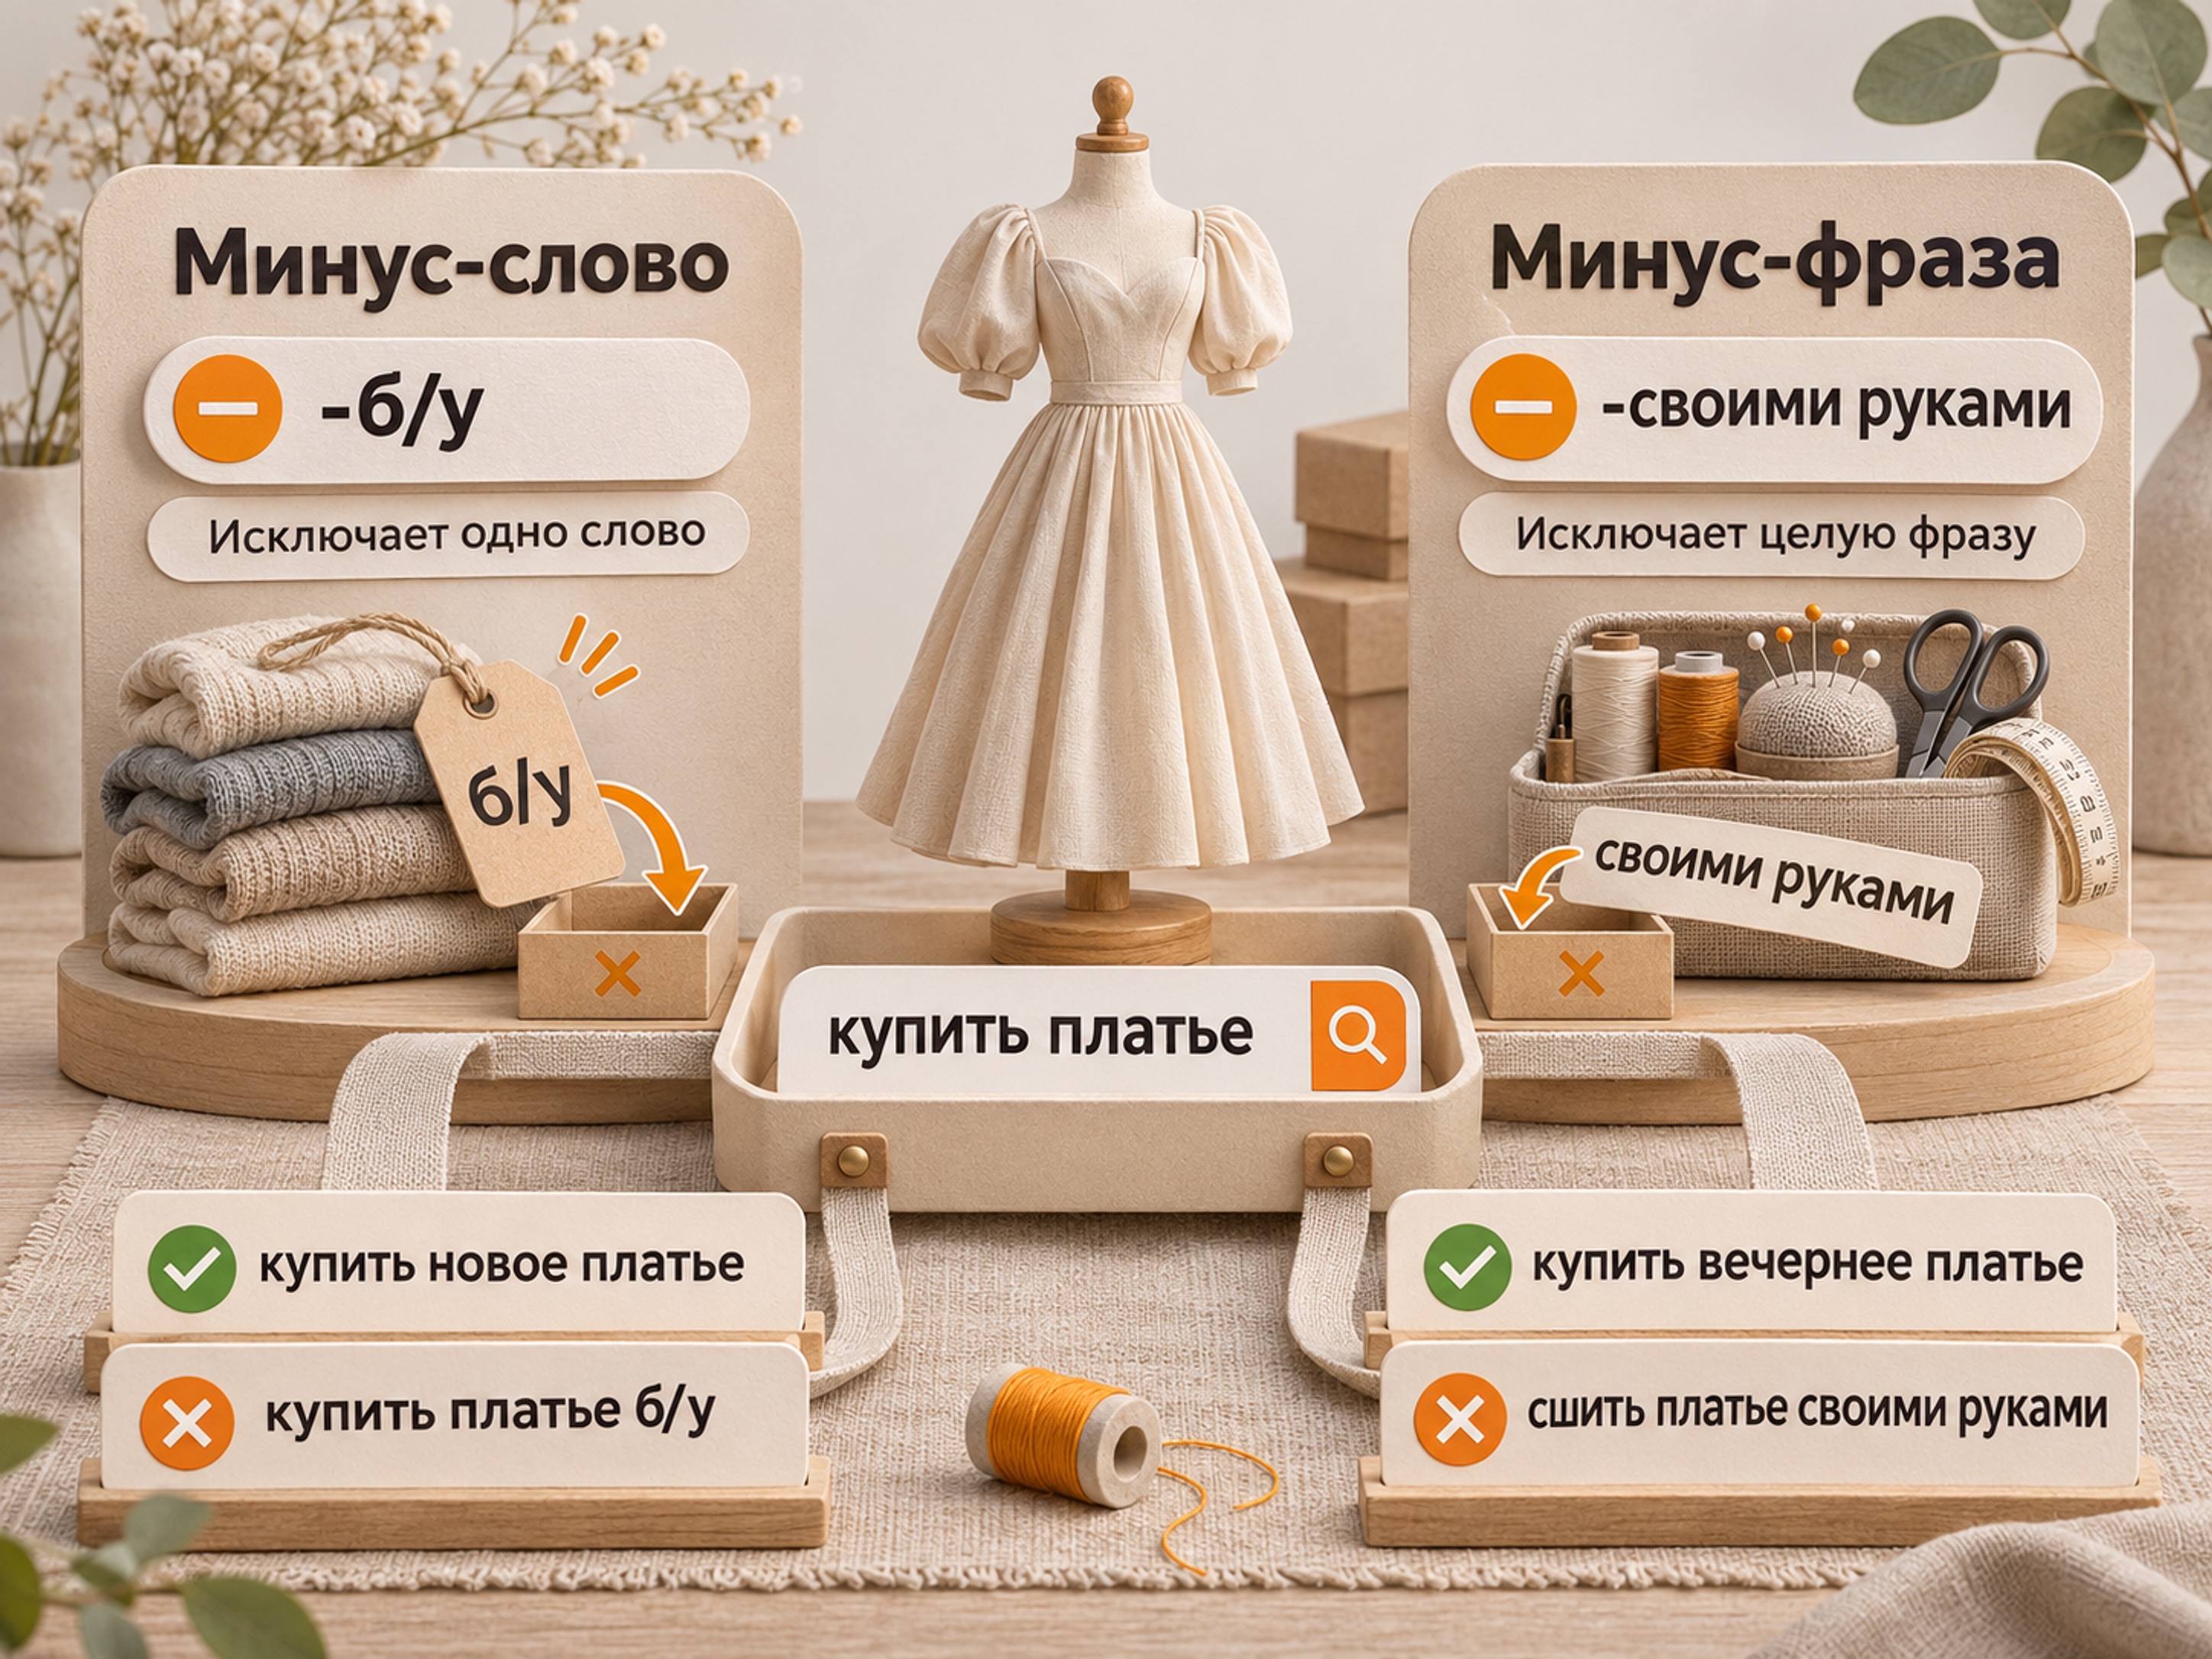 Минус-слово
-б/у
Исключает одно слово
б/у
Минус-фраза
-своими руками
Исключает целую фразу
своими руками
купить платье
купить новое платье
купить платье б/у
купить вечернее платье
сшить платье своими руками